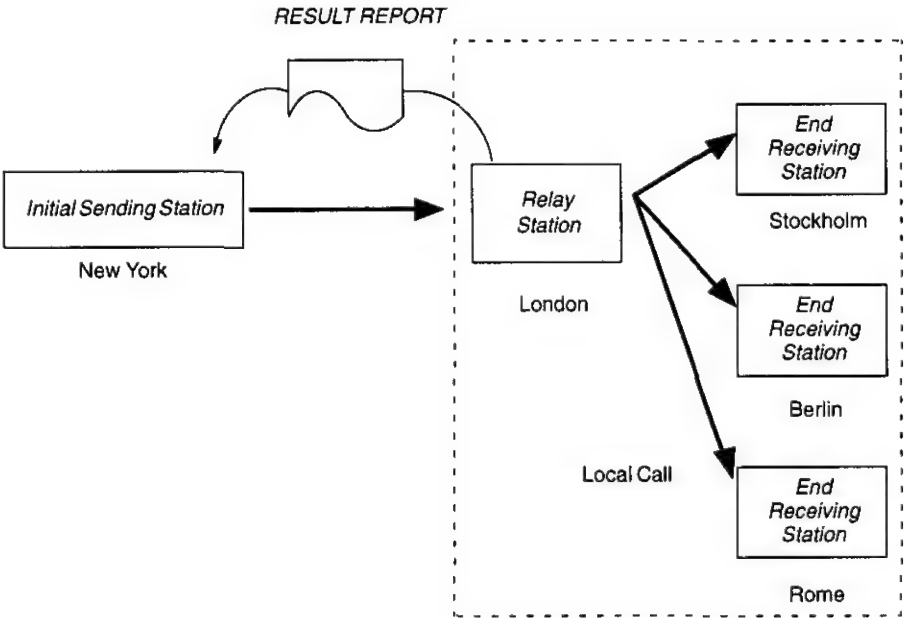 RESULT REPORT
Initial Sending Station
New York
Relay
Station
London
End
Receiving
Station
Stockholm
End
Receiving
Station
Berlin
Local Call
End
Receiving
Station
Rome